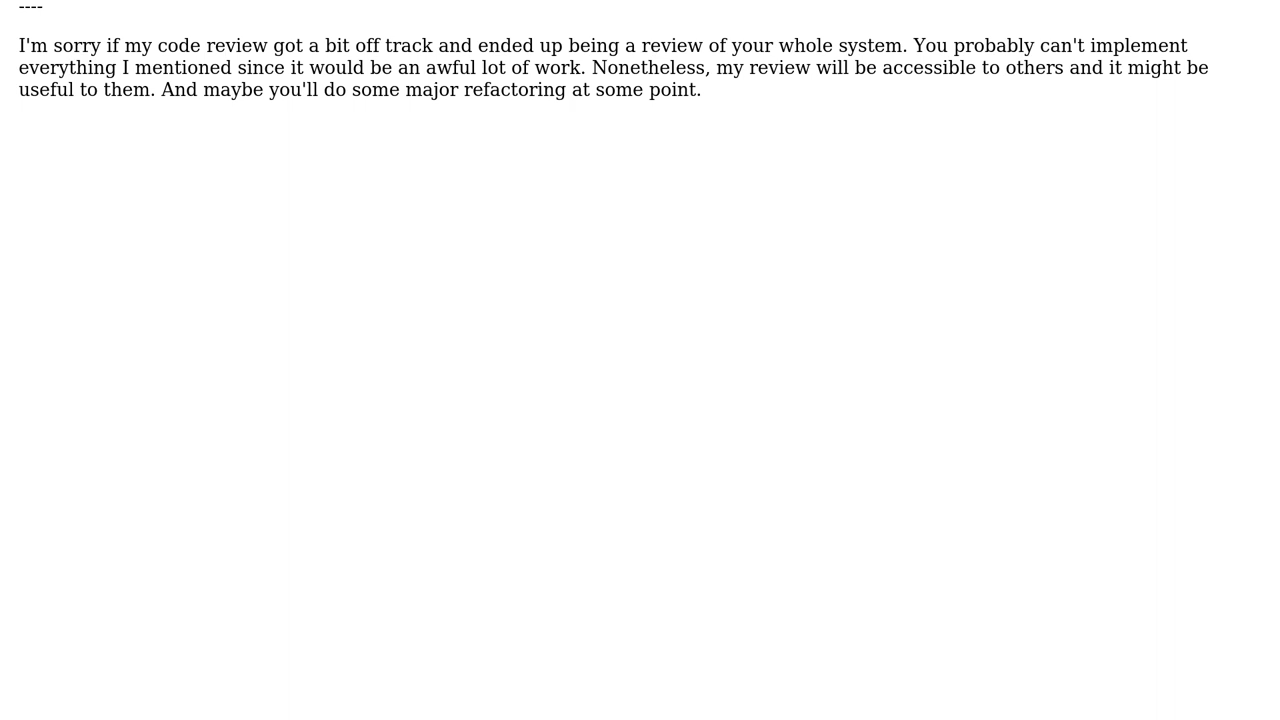 ----
I'm sorry if my code review got a bit off track and ended up being a review of your whole system. You probably can't implement
everything I mentioned since it would be an awful lot of work. Nonetheless, my review will be accessible to others and it might be
useful to them. And maybe you'll do some major refactoring at some point.